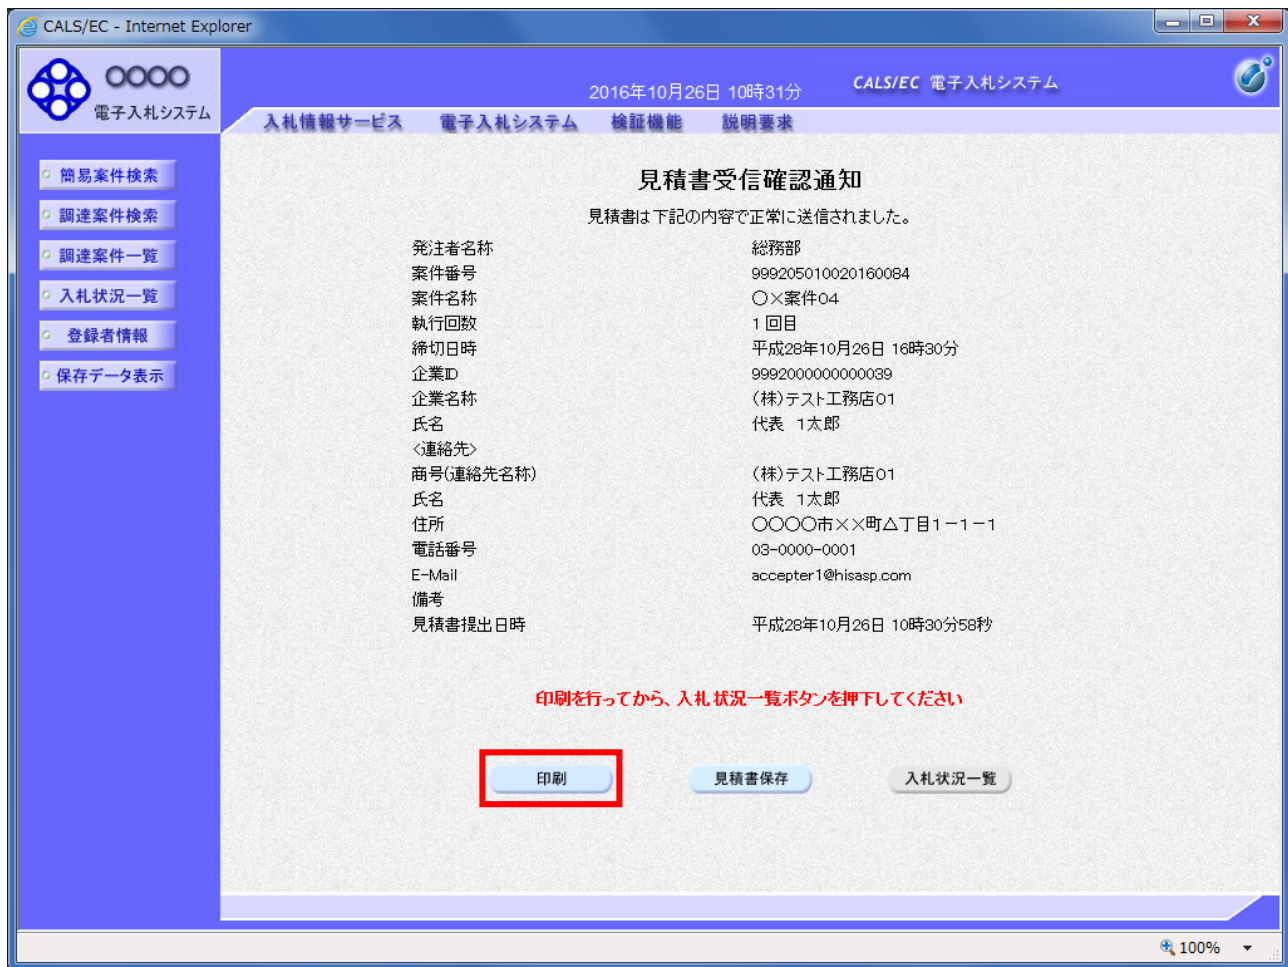 CALS/EC - Internet Explorer
〇〇〇〇
電子入札システム
2016年10月26日 10時31分
CALS/EC 電子入札システム
入札情報サービス 電子入札システム 検証機能 説明要求
簡易案件検索
調達案件検索
調達案件一覧
入札状況一覧
登録者情報
保存データ表示
見積書受信確認通知
見積書は下記の内容で正常に送信されました。
発注者名称 総務部
案件番号 999205010020160084
案件名称 〇×案件04
執行回数 1回目
締切日時 平成28年10月26日 16時30分
企業ID 9992000000000039
企業名称 (株)テスト工務店01
氏名 代表 1太郎
<連絡先>
商号(連絡先名称) (株)テスト工務店01
氏名 代表 1太郎
住所 〇〇〇〇市××町△丁目1-1-1
電話番号 03-0000-0001
E-Mail accepter1@hisasp.com
備考
見積書提出日時 平成28年10月26日 10時30分58秒
印刷を行ってから、入札状況一覧ボタンを押下してください
印刷 見積書保存 入札状況一覧
100%